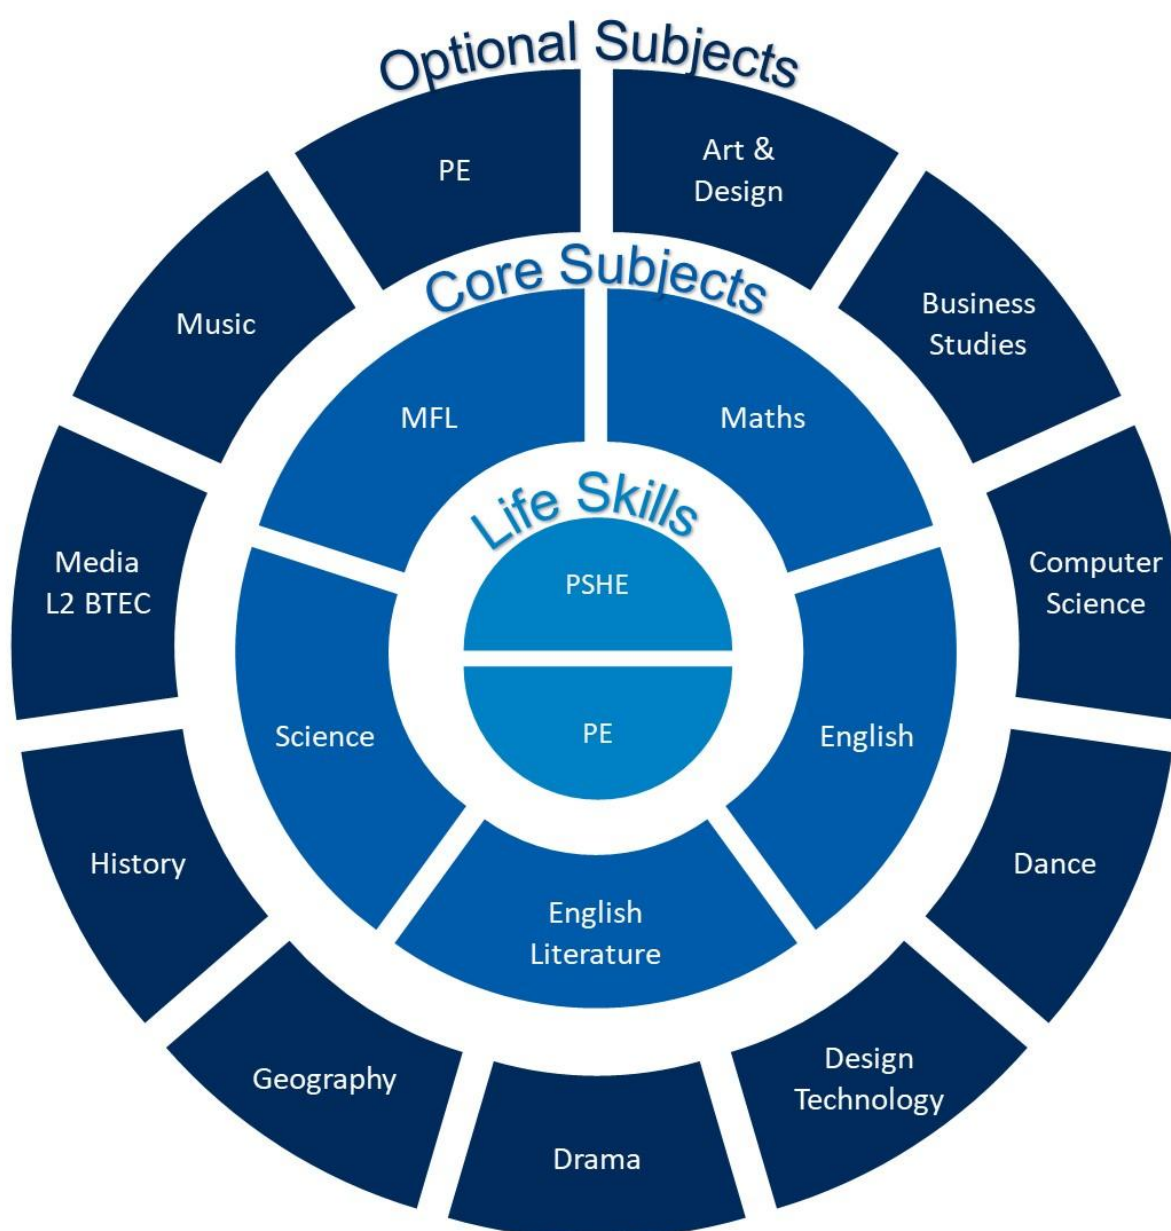 Optional Subjects
PE
Art &
Design
Business
Studies
Computer
Science
Dance
Design
Technology
Drama
Geography
History
Media
L2 BTEC
Music
Core Subjects
MFL
Maths
English
English
Literature
Science
Life Skills
PSHE
PE